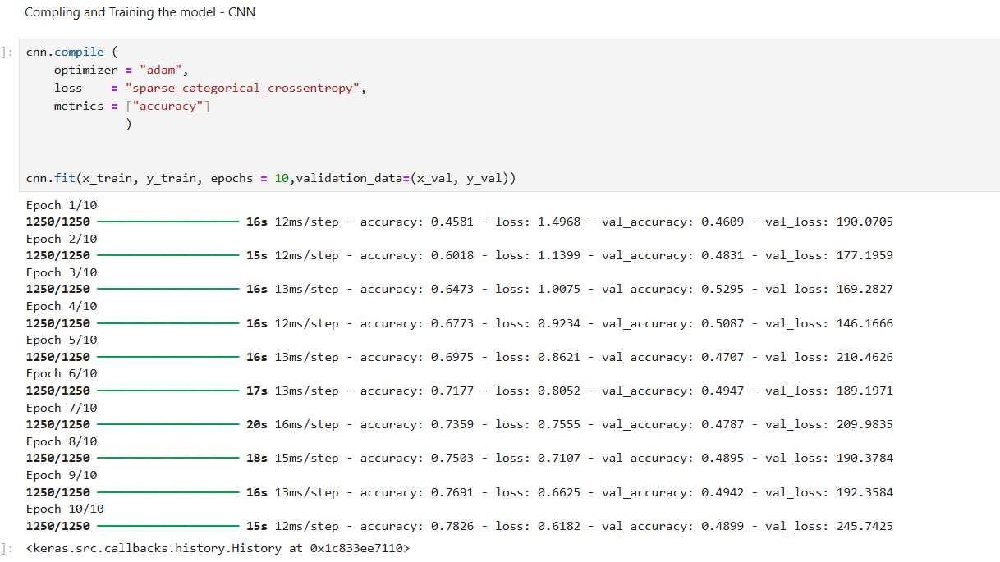 Compling and Training the model - CNN
]:
cnn.compile (
    optimizer = "adam",
    loss    = "sparse_categorical_crossentropy",
    metrics = ["accuracy"]
              )
cnn.fit(x_train, y_train, epochs = 10,validation_data=(x_val, y_val))
Epoch 1/10
1250/1250 ━━━━━━━━━━━━━━━━━━━━ 16s 12ms/step - accuracy: 0.4581 - loss: 1.4968 - val_accuracy: 0.4609 - val_loss: 190.0705
Epoch 2/10
1250/1250 ━━━━━━━━━━━━━━━━━━━━ 15s 12ms/step - accuracy: 0.6018 - loss: 1.1399 - val_accuracy: 0.4831 - val_loss: 177.1959
Epoch 3/10
1250/1250 ━━━━━━━━━━━━━━━━━━━━ 16s 13ms/step - accuracy: 0.6473 - loss: 1.0075 - val_accuracy: 0.5295 - val_loss: 169.2827
Epoch 4/10
1250/1250 ━━━━━━━━━━━━━━━━━━━━ 16s 12ms/step - accuracy: 0.6773 - loss: 0.9234 - val_accuracy: 0.5087 - val_loss: 146.1666
Epoch 5/10
1250/1250 ━━━━━━━━━━━━━━━━━━━━ 16s 13ms/step - accuracy: 0.6975 - loss: 0.8621 - val_accuracy: 0.4707 - val_loss: 210.4626
Epoch 6/10
1250/1250 ━━━━━━━━━━━━━━━━━━━━ 17s 13ms/step - accuracy: 0.7177 - loss: 0.8052 - val_accuracy: 0.4947 - val_loss: 189.1971
Epoch 7/10
1250/1250 ━━━━━━━━━━━━━━━━━━━━ 20s 16ms/step - accuracy: 0.7359 - loss: 0.7555 - val_accuracy: 0.4787 - val_loss: 209.9835
Epoch 8/10
1250/1250 ━━━━━━━━━━━━━━━━━━━━ 18s 15ms/step - accuracy: 0.7503 - loss: 0.7107 - val_accuracy: 0.4895 - val_loss: 190.3784
Epoch 9/10
1250/1250 ━━━━━━━━━━━━━━━━━━━━ 16s 13ms/step - accuracy: 0.7691 - loss: 0.6625 - val_accuracy: 0.4942 - val_loss: 192.3584
Epoch 10/10
1250/1250 ━━━━━━━━━━━━━━━━━━━━ 15s 12ms/step - accuracy: 0.7826 - loss: 0.6182 - val_accuracy: 0.4899 - val_loss: 245.7425
]: <keras.src.callbacks.history.History at 0x1c833ee7110>